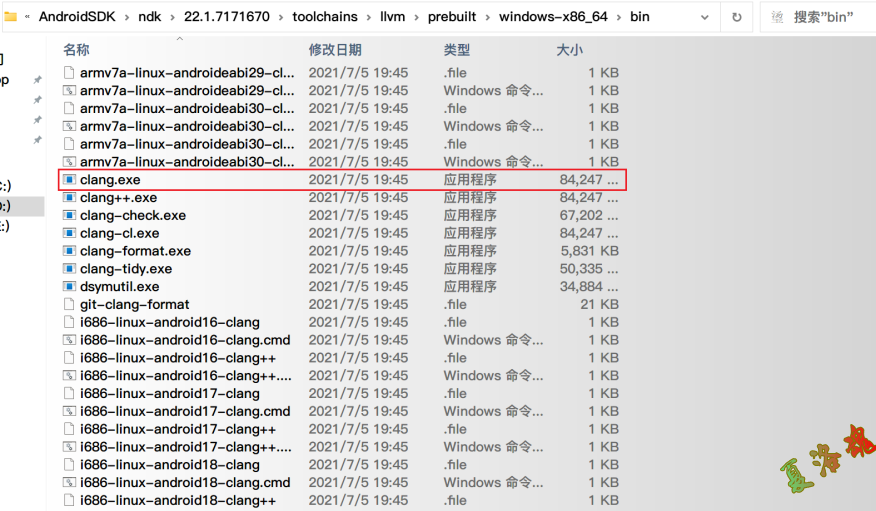 « AndroidSDK › ndk › 22.1.7171670 › toolchains › llvm › prebuilt › windows-x86_64 › bin 搜索"bin"
名称 修改日期 类型 大小
armv7a-linux-androideabi29-cl... 2021/7/5 19:45 .file 1 KB
armv7a-linux-androideabi29-cl... 2021/7/5 19:45 Windows 命令... 1 KB
armv7a-linux-androideabi30-cl... 2021/7/5 19:45 .file 1 KB
armv7a-linux-androideabi30-cl... 2021/7/5 19:45 Windows 命令... 1 KB
armv7a-linux-androideabi30-cl... 2021/7/5 19:45 .file 1 KB
armv7a-linux-androideabi30-cl... 2021/7/5 19:45 Windows 命令... 1 KB
clang.exe 2021/7/5 19:45 应用程序 84,247 ...
clang++.exe 2021/7/5 19:45 应用程序 84,247 ...
clang-check.exe 2021/7/5 19:45 应用程序 67,202 ...
clang-cl.exe 2021/7/5 19:45 应用程序 84,247 ...
clang-format.exe 2021/7/5 19:45 应用程序 5,831 KB
clang-tidy.exe 2021/7/5 19:45 应用程序 50,335 ...
dsymutil.exe 2021/7/5 19:45 应用程序 34,884 ...
git-clang-format 2021/7/5 19:45 .file 21 KB
i686-linux-android16-clang 2021/7/5 19:45 .file 1 KB
i686-linux-android16-clang.cmd 2021/7/5 19:45 Windows 命令... 1 KB
i686-linux-android16-clang++ 2021/7/5 19:45 .file 1 KB
i686-linux-android16-clang++.... 2021/7/5 19:45 Windows 命令... 1 KB
i686-linux-android17-clang 2021/7/5 19:45 .file 1 KB
i686-linux-android17-clang.cmd 2021/7/5 19:45 Windows 命令... 1 KB
i686-linux-android17-clang++ 2021/7/5 19:45 .file 1 KB
i686-linux-android17-clang++.... 2021/7/5 19:45 Windows 命令... 1 KB
i686-linux-android18-clang 2021/7/5 19:45 .file 1 KB
i686-linux-android18-clang.cmd 2021/7/5 19:45 Windows 命令... 1 KB
i686-linux-android18-clang++ 2021/7/5 19:45 .file 1 KB